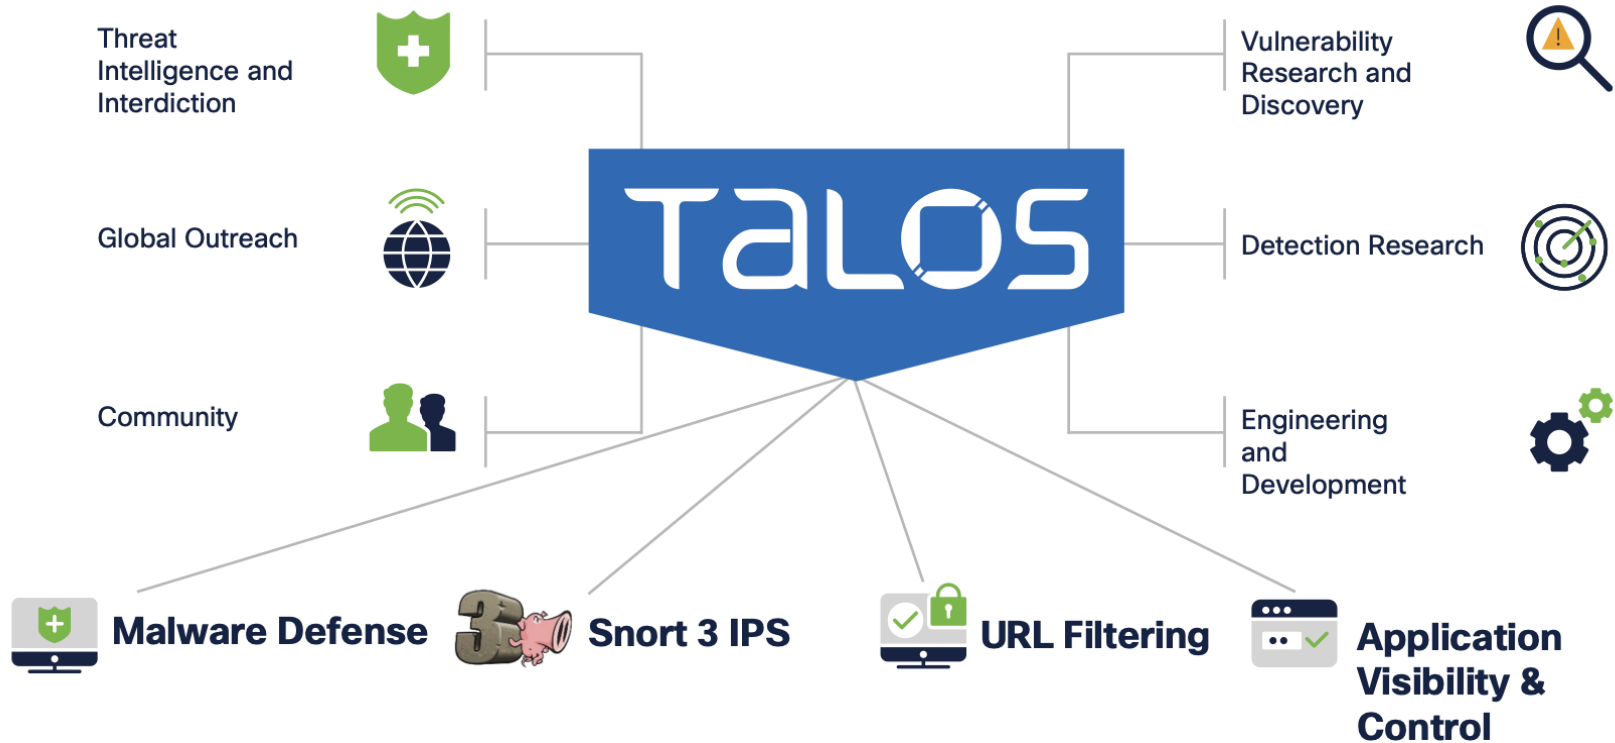 Threat
Intelligence and
Interdiction
Global Outreach
Community
TALOS
Vulnerability
Research and
Discovery
Detection Research
Engineering
and
Development
Malware Defense
3
Snort 3 IPS
URL Filtering
Application
Visibility &
Control